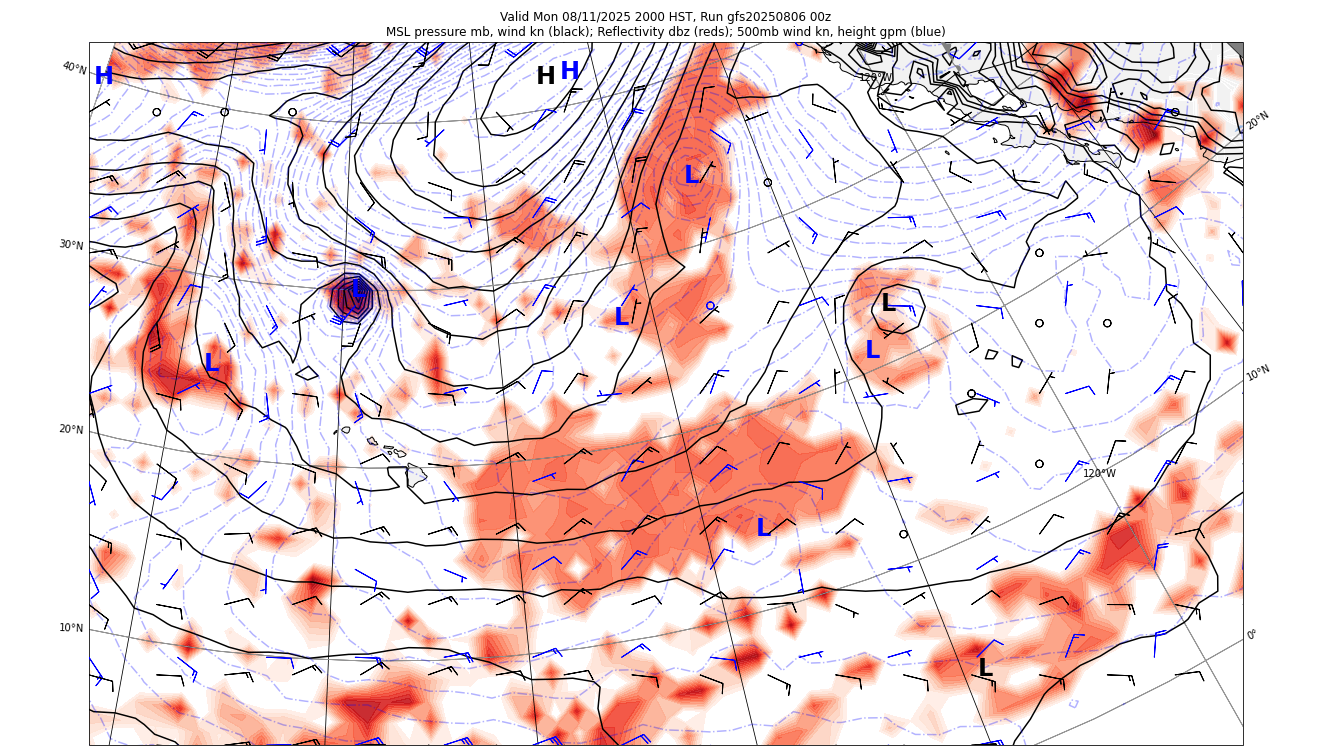 Valid Mon 08/11/2025 2000 HST, Run gfs20250806 00z
MSL pressure mb, wind kn (black); Reflectivity dbz (reds); 500mb wind kn, height gpm (blue)
40°N
H
H
H
120°W
20°N
L
30°N
L
L
L
L
L
10°N
20°N
120°W
L
10°N
0°
L